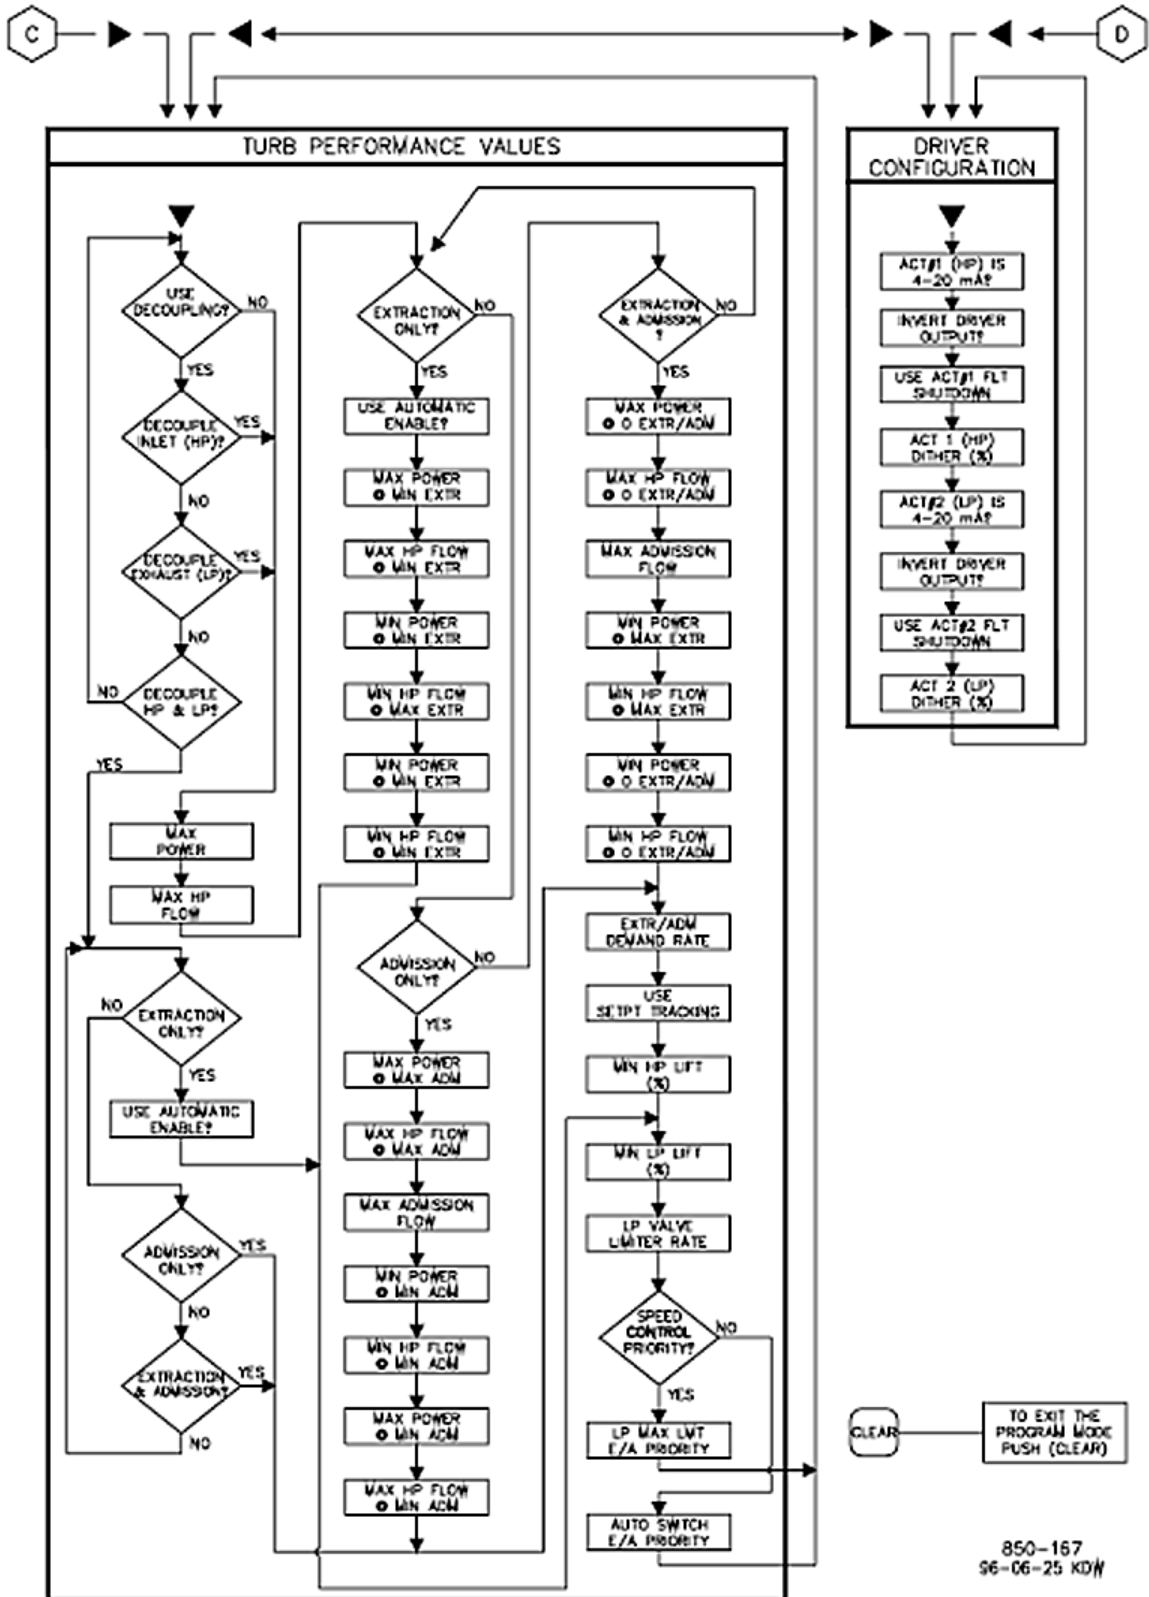 C
D
TURB PERFORMANCE VALUES
USE
DECOUPLING?
NO
YES
DECOUPLE
INLET (HP)?
YES
NO
DECOUPLE
EXHAUST (LP)?
YES
NO
DECOUPLE
HP & LP?
NO
YES
MAX
POWER
MAX HP
FLOW
EXTRACTION
ONLY?
NO
YES
USE AUTOMATIC
ENABLE?
ADMISSION
ONLY?
YES
NO
EXTRACTION
& ADMISSION?
YES
NO
EXTRACTION
ONLY?
NO
YES
USE AUTOMATIC
ENABLE?
MAX POWER
@ MIN EXTR
MAX HP FLOW
@ MIN EXTR
MIN POWER
@ MIN EXTR
MIN HP FLOW
@ MAX EXTR
MIN POWER
@ MIN EXTR
MIN HP FLOW
@ MIN EXTR
ADMISSION
ONLY?
NO
YES
MAX POWER
@ MAX ADM
MAX HP FLOW
@ MAX ADM
MAX ADMISSION
FLOW
MIN POWER
@ MIN ADM
MIN HP FLOW
@ MIN ADM
MAX POWER
@ MIN ADM
MAX HP FLOW
@ MIN ADM
EXTRACTION
& ADMISSION
?
NO
YES
MAX POWER
@ 0 EXTR/ADM
MAX HP FLOW
@ 0 EXTR/ADM
MAX ADMISSION
FLOW
MIN POWER
@ MAX EXTR
MIN HP FLOW
@ MAX EXTR
MIN POWER
@ 0 EXTR/ADM
MIN HP FLOW
@ 0 EXTR/ADM
EXTR/ADM
DEMAND RATE
USE
SETPT TRACKING
MIN HP LIFT
(%)
MIN LP LIFT
(%)
LP VALVE
LIMITER RATE
SPEED
CONTROL
PRIORITY?
NO
YES
LP MAX LMT
E/A PRIORITY
AUTO SWTCH
E/A PRIORITY
DRIVER
CONFIGURATION
ACT#1 (HP) IS
4-20 mA?
INVERT DRIVER
OUTPUT?
USE ACT#1 FLT
SHUTDOWN
ACT 1 (HP)
DITHER (%)
ACT#2 (LP) IS
4-20 mA?
INVERT DRIVER
OUTPUT?
USE ACT#2 FLT
SHUTDOWN
ACT 2 (LP)
DITHER (%)
CLEAR
TO EXIT THE
PROGRAM MODE
PUSH (CLEAR)
850-167
96-06-25 KDW